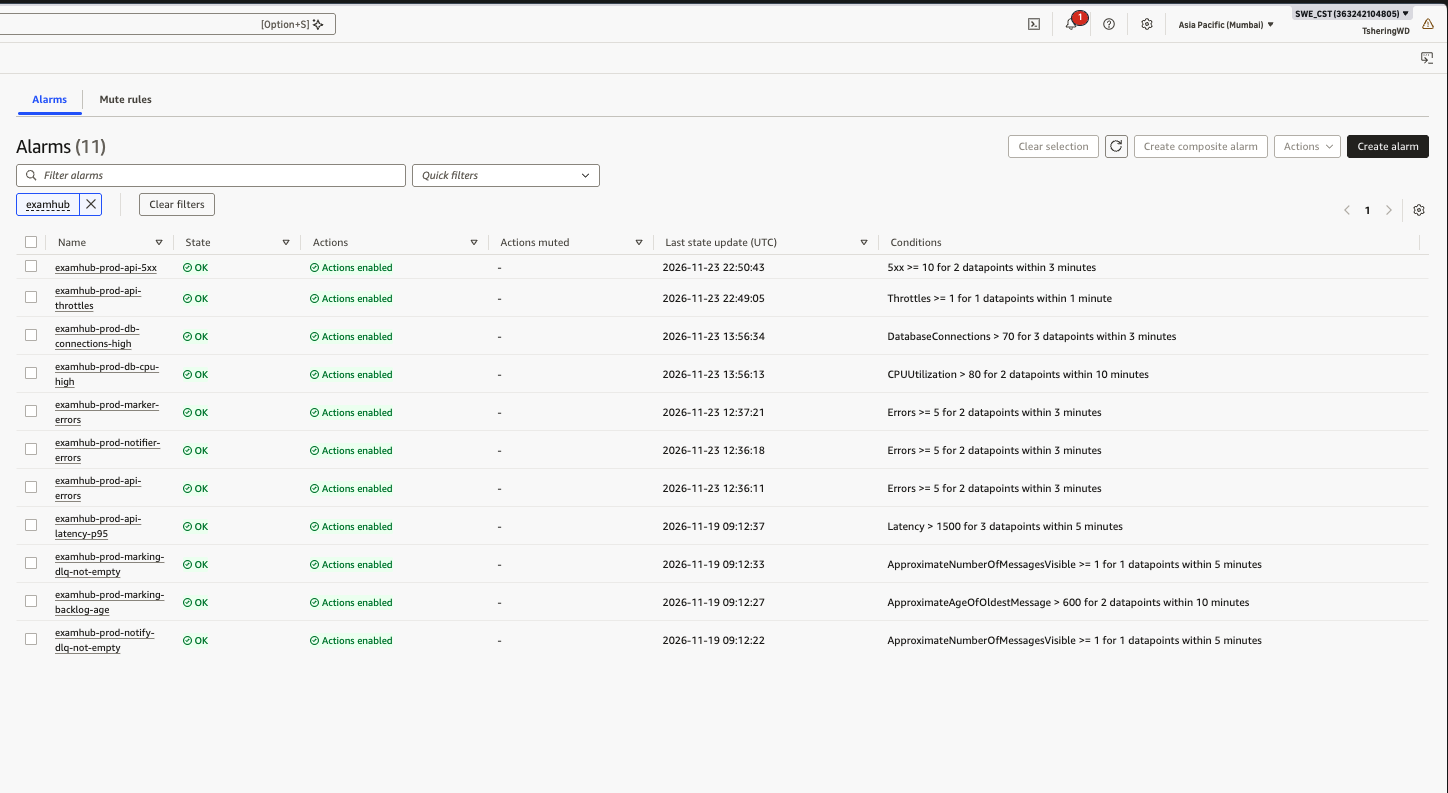 [Option+S]
1
Asia Pacific (Mumbai)
SWE_CST (363242104805)
TsheringWD
Alarms
Mute rules
Alarms (11)
Clear selection
Create composite alarm
Actions
Create alarm
Filter alarms
Quick filters
examhub
Clear filters
1
Name State Actions Actions muted Last state update (UTC) Conditions
examhub-prod-api-5xx OK Actions enabled - 2026-11-23 22:50:43 5xx >= 10 for 2 datapoints within 3 minutes
examhub-prod-api-
throttles OK Actions enabled - 2026-11-23 22:49:05 Throttles >= 1 for 1 datapoints within 1 minute
examhub-prod-db-
connections-high OK Actions enabled - 2026-11-23 13:56:34 DatabaseConnections > 70 for 3 datapoints within 3 minutes
examhub-prod-db-cpu-
high OK Actions enabled - 2026-11-23 13:56:13 CPUUtilization > 80 for 2 datapoints within 10 minutes
examhub-prod-marker-
errors OK Actions enabled - 2026-11-23 12:37:21 Errors >= 5 for 2 datapoints within 3 minutes
examhub-prod-notifier-
errors OK Actions enabled - 2026-11-23 12:36:18 Errors >= 5 for 2 datapoints within 3 minutes
examhub-prod-api-
errors OK Actions enabled - 2026-11-23 12:36:11 Errors >= 5 for 2 datapoints within 3 minutes
examhub-prod-api-
latency-p95 OK Actions enabled - 2026-11-19 09:12:37 Latency > 1500 for 3 datapoints within 5 minutes
examhub-prod-marking-
dlq-not-empty OK Actions enabled - 2026-11-19 09:12:33 ApproximateNumberOfMessagesVisible >= 1 for 1 datapoints within 5 minutes
examhub-prod-marking-
backlog-age OK Actions enabled - 2026-11-19 09:12:27 ApproximateAgeOfOldestMessage > 600 for 2 datapoints within 10 minutes
examhub-prod-notify-
dlq-not-empty OK Actions enabled - 2026-11-19 09:12:22 ApproximateNumberOfMessagesVisible >= 1 for 1 datapoints within 5 minutes